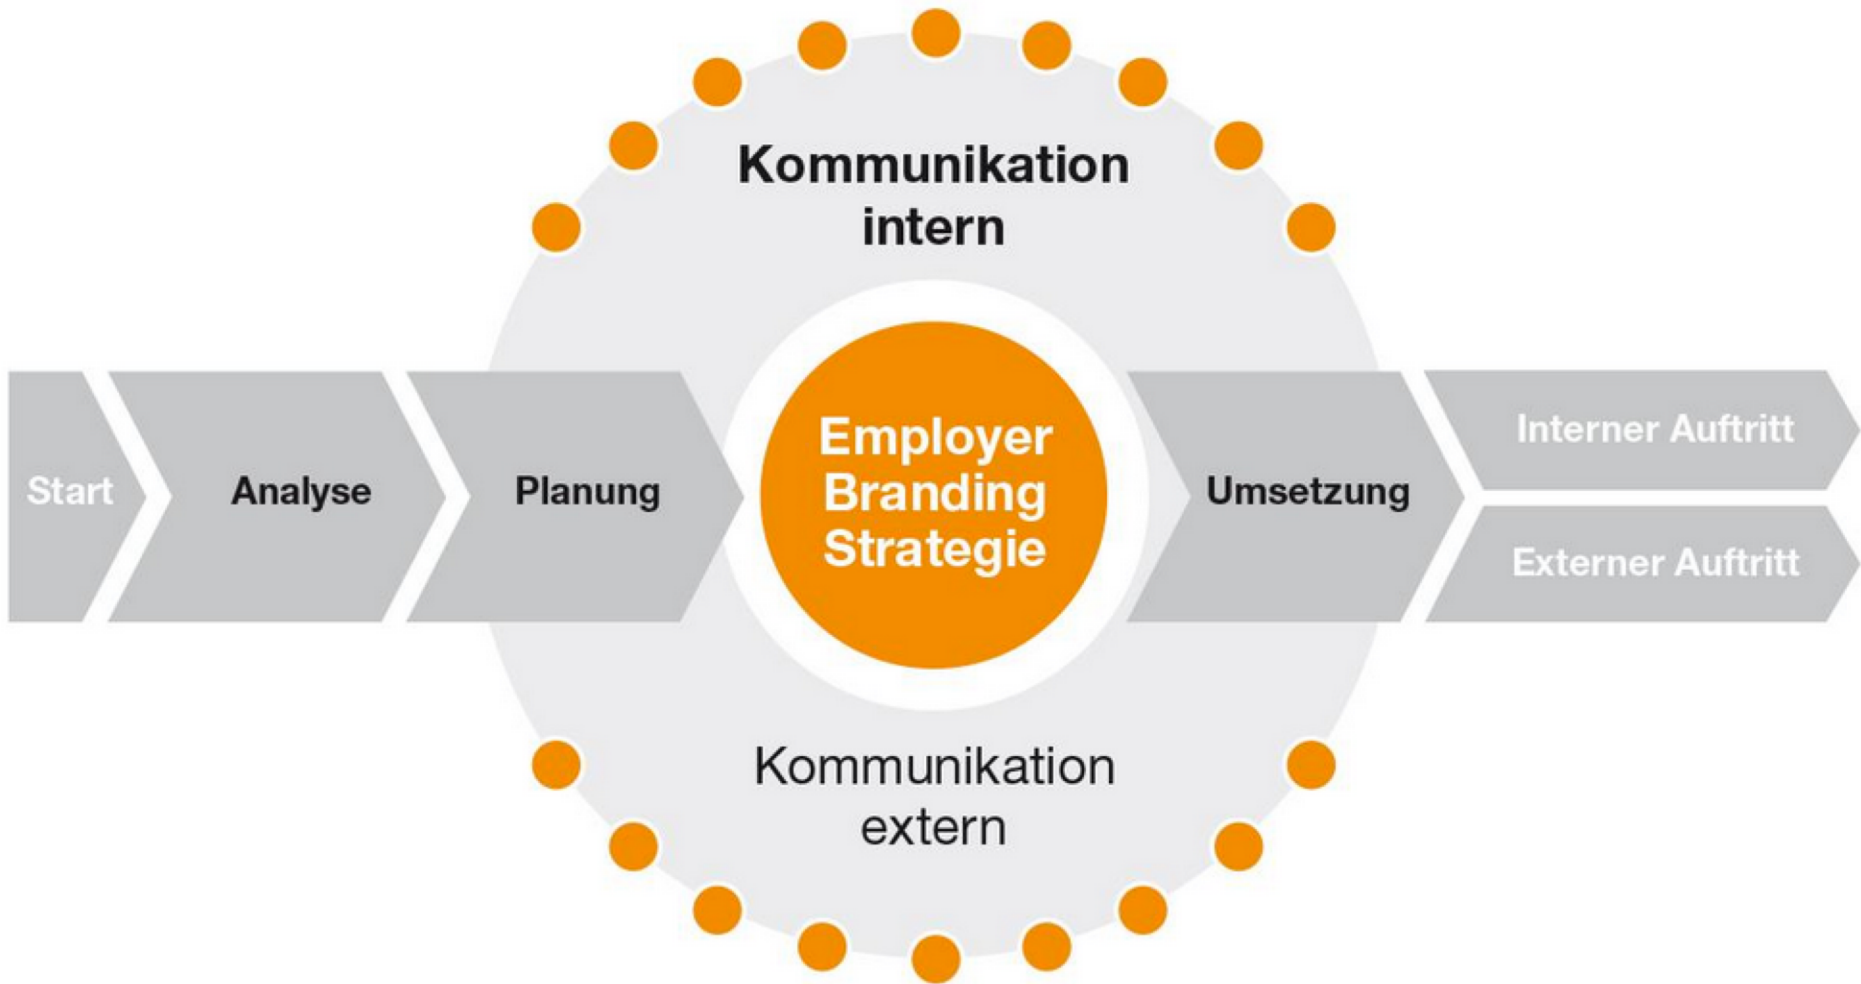 Kommunikation
intern
Start
Analyse
Planung
Employer
Branding
Strategie
Umsetzung
Interner Auftritt
Externer Auftritt
Kommunikation
extern